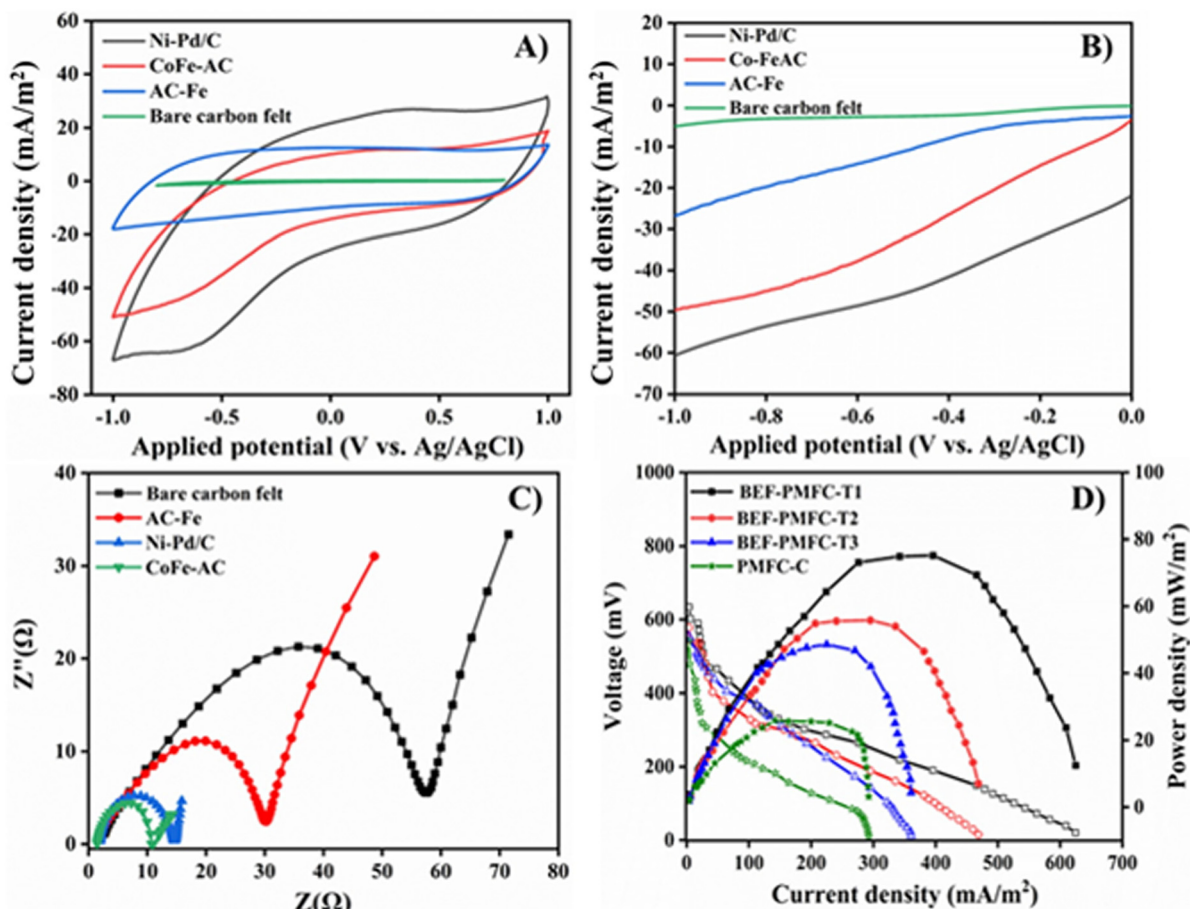 A)
Ni-Pd/C
CoFe-AC
AC-Fe
Bare carbon felt
60
40
20
0
-20
-40
-60
-80
Current density (mA/m²)
-1.0 -0.5 0.0 0.5 1.0
Applied potential (V vs. Ag/AgCl)
B)
Ni-Pd/C
Co-FeAC
AC-Fe
Bare carbon felt
20
10
0
-10
-20
-30
-40
-50
-60
-70
Current density (mA/m²)
-1.0 -0.8 -0.6 -0.4 -0.2 0.0
Applied potential (V vs. Ag/AgCl)
C)
Bare carbon felt
AC-Fe
Ni-Pd/C
CoFe-AC
40
30
20
10
0
Z"(Ω)
0 10 20 30 40 50 60 70 80
Z(Ω)
D)
BEF-PMFC-T1
BEF-PMFC-T2
BEF-PMFC-T3
PMFC-C
1000
800
600
400
200
0
Voltage (mV)
100
80
60
40
20
0
Power density (mW/m²)
0 100 200 300 400 500 600 700
Current density (mA/m²)